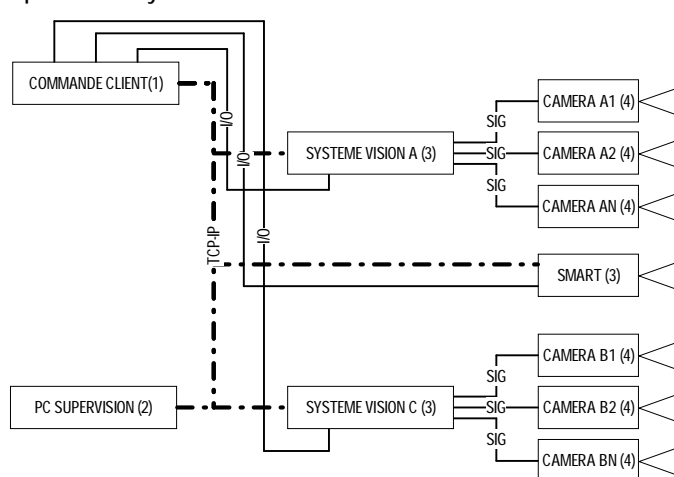 COMMANDE CLIENT(1)
CAMERA A1 (4)
SIG
I/O
SYSTEME VISION A (3)
SIG
CAMERA A2 (4)
I/O
SIG
CAMERA AN (4)
I/O
TCP-IP
SMART (3)
CAMERA B1 (4)
SIG
PC SUPERVISION (2)
SYSTEME VISION C (3)
SIG
CAMERA B2 (4)
SIG
CAMERA BN (4)